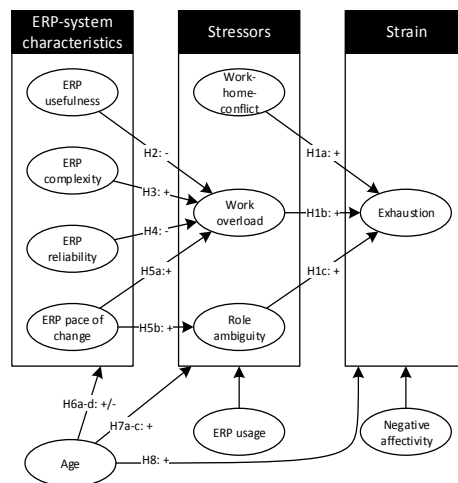 ERP-system
characteristics
Stressors
Strain
ERP
usefulness
Work-
home-
conflict
H2: -
H1a: +
ERP
complexity
H3: +
Work
overload
H1b: +
Exhaustion
H4: -
ERP
reliability
H5a:+
H1c: +
ERP pace of
change
H5b: +
Role
ambiguity
H6a-d: +/-
H7a-c: +
ERP usage
Negative
affectivity
Age
H8: +